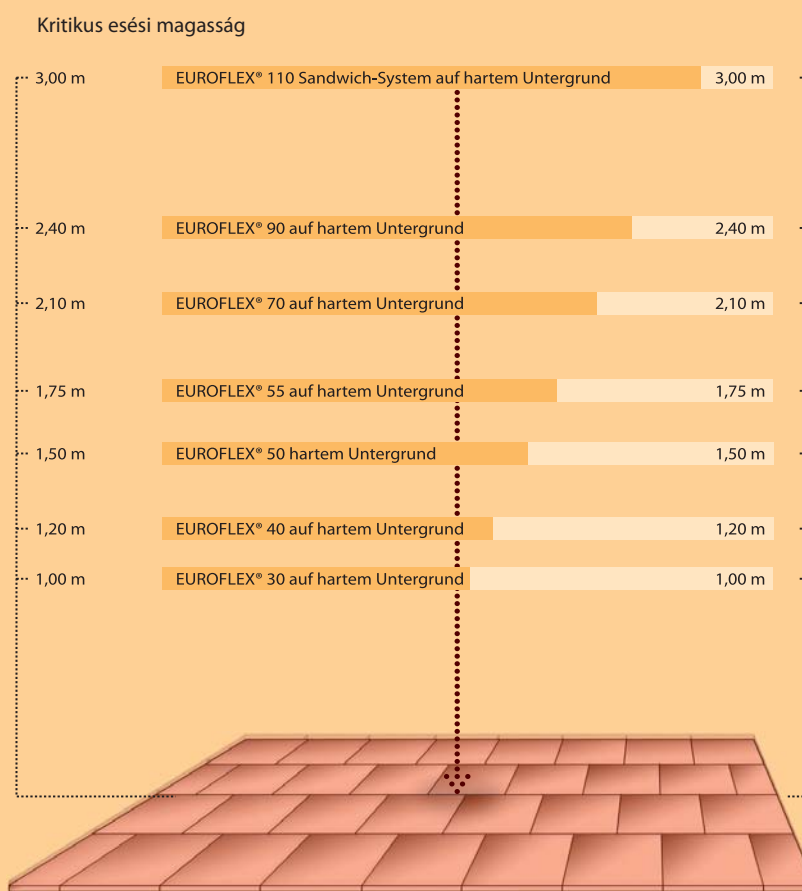 Kritikus esési magasság
3,00 m EUROFLEX® 110 Sandwich-System auf hartem Untergrund 3,00 m
2,40 m EUROFLEX® 90 auf hartem Untergrund 2,40 m
2,10 m EUROFLEX® 70 auf hartem Untergrund 2,10 m
1,75 m EUROFLEX® 55 auf hartem Untergrund 1,75 m
1,50 m EUROFLEX® 50 hartem Untergrund 1,50 m
1,20 m EUROFLEX® 40 auf hartem Untergrund 1,20 m
1,00 m EUROFLEX® 30 auf hartem Untergrund 1,00 m